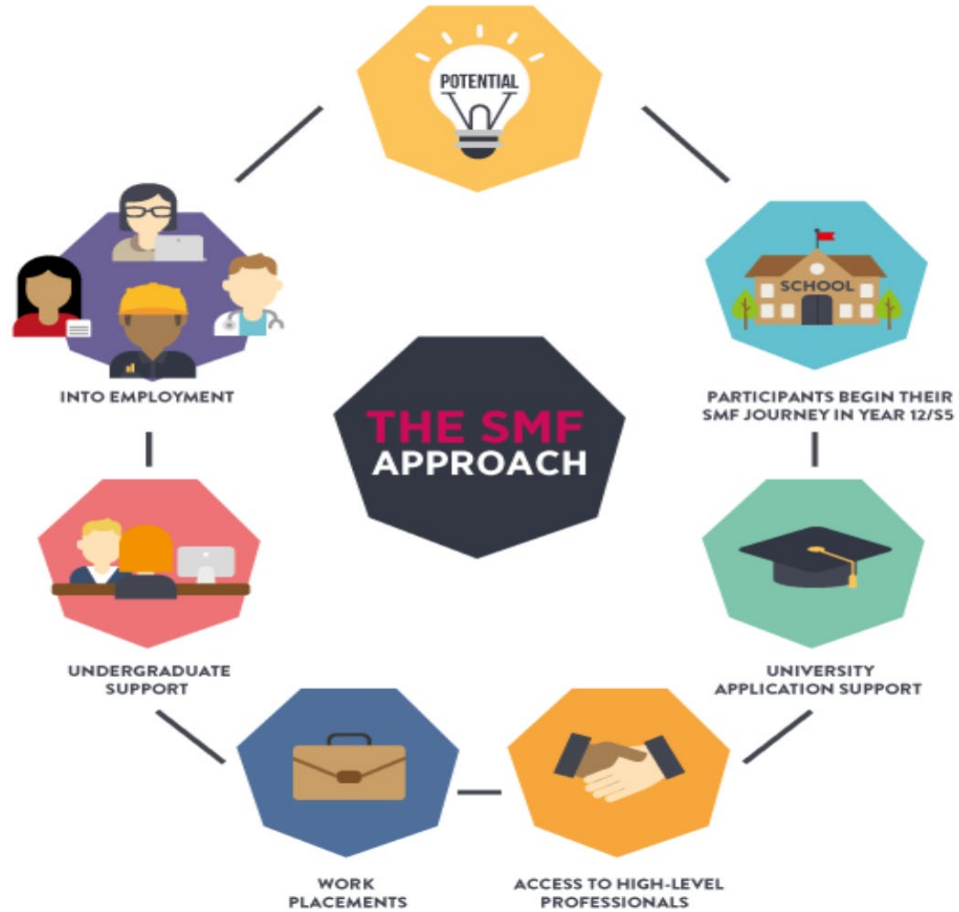 POTENTIAL
SCHOOL
PARTICIPANTS BEGIN THEIR
SMF JOURNEY IN YEAR 12/S5
INTO EMPLOYMENT
THE SMF
APPROACH
UNIVERSITY
APPLICATION SUPPORT
UNDERGRADUATE
SUPPORT
ACCESS TO HIGH-LEVEL
PROFESSIONALS
WORK
PLACEMENTS